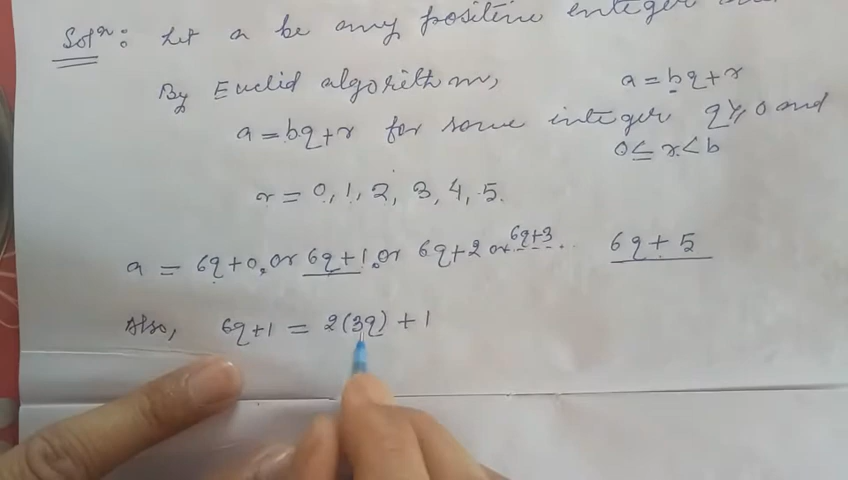 Solⁿ: Let a be any positive integer and
By Euclid algorithm, a = bq+r
a = bq+r for some integer q ≥ 0 and
0 ≤ r < b
r = 0, 1, 2, 3, 4, 5.
a = 6q+0, or 6q+1 or 6q+2 or 6q+3 ... 6q + 5
Also, 6q+1 = 2(3q) + 1